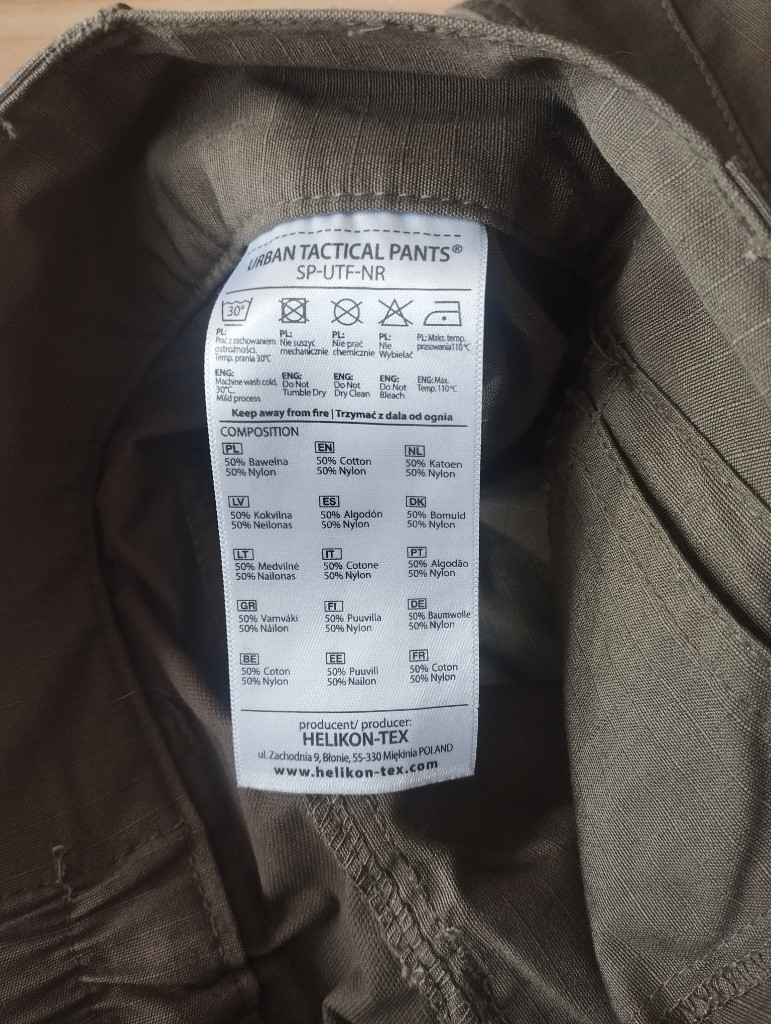 URBAN TACTICAL PANTS®
SP-UTF-NR
30°
PL:
Prać z zachowaniem
ostrożności.
Temp. prania 30°C
PL:
Nie suszyć
mechanicznie
PL:
Nie prać
chemicznie
PL:
Nie
Wybielać
PL: Maks. temp.
prasowania 110°C
ENG:
Machine wash cold,
30°C.
Mild process
ENG:
Do Not
Tumble Dry
ENG:
Do Not
Dry Clean
ENG:
Do Not
Bleach
ENG: Max.
Temp. 110°C
Keep away from fire | Trzymać z dala od ognia
COMPOSITION
PL
50% Bawełna
50% Nylon
EN
50% Cotton
50% Nylon
NL
50% Katoen
50% Nylon
LV
50% Kokvilna
50% Neilonas
ES
50% Algodón
50% Nylon
DK
50% Bomuld
50% Nylon
LT
50% Medvilnė
50% Nailonas
IT
50% Cotone
50% Nylon
PT
50% Algodão
50% Nylon
GR
50% Vamváki
50% Náilon
FI
50% Puuvilla
50% Nylon
DE
50% Baumwolle
50% Nylon
BE
50% Coton
50% Nylon
EE
50% Puuvill
50% Nailon
FR
50% Coton
50% Nylon
producent/ producer:
HELIKON-TEX
ul. Zachodnia 9, Błonie, 55-330 Miękinia POLAND
www.helikon-tex.com